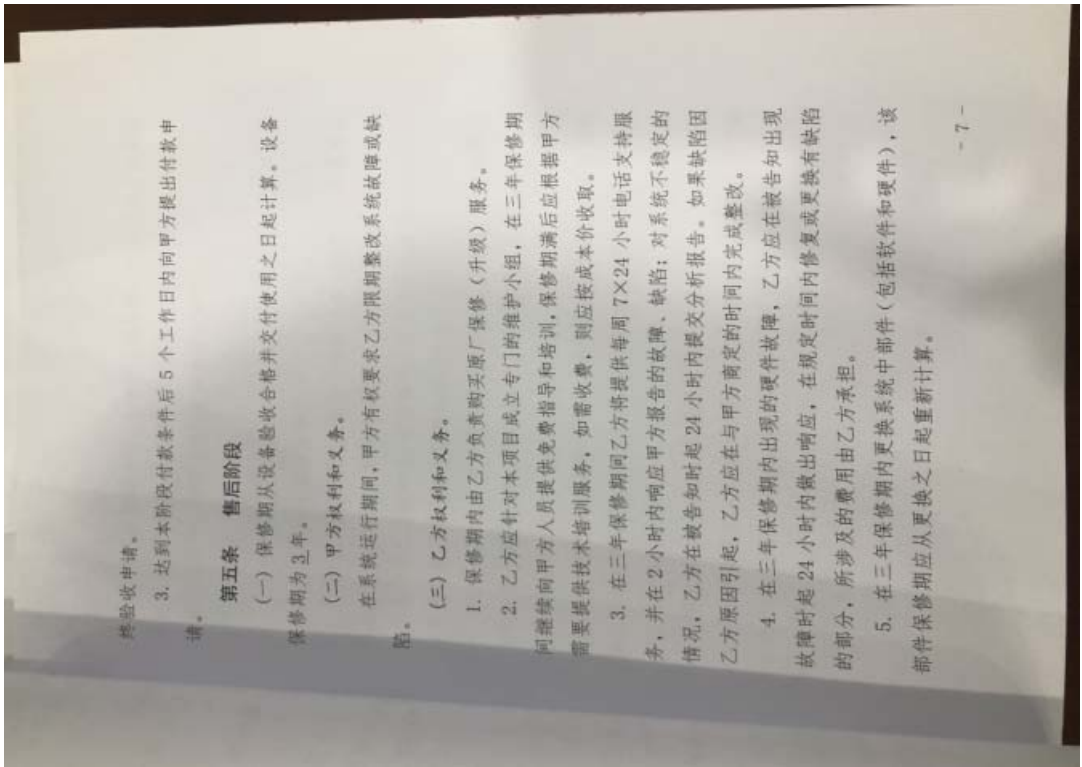 终验收申请。
3. 达到本阶段付款条件后 5 个工作日内向甲方提出付款申
请。
第五条 售后阶段
(一) 保修期从设备验收合格并交付使用之日起计算。设备
保修期为 3 年。
(二) 甲方权利和义务。
在系统运行期间, 甲方有权要求乙方限期整改系统故障或缺
陷。
(三) 乙方权利和义务。
1. 保修期内由乙方负责购买原厂保修（升级）服务。
2. 乙方应针对本项目成立专门的维护小组，在三年保修期
间继续向甲方人员提供免费指导和培训,保修期满后应根据甲方
需要提供技术培训服务，如需收费，则应按成本价收取。
3. 在三年保修期间乙方将提供每周 7×24 小时电话支持服
务，并在 2 小时内响应甲方报告的故障、缺陷；对系统不稳定的
情况，乙方在被告知时起 24 小时内提交分析报告。如果缺陷因
乙方原因引起，乙方应在与甲方商定的时间内完成整改。
4. 在三年保修期内出现的硬件故障，乙方应在被告知出现
故障时起 24 小时内做出响应，在规定时间内修复或更换有缺陷
的部分，所涉及的费用由乙方承担。
5. 在三年保修期内更换系统中部件（包括软件和硬件），该
部件保修期应从更换之日起重新计算。
- 7 -